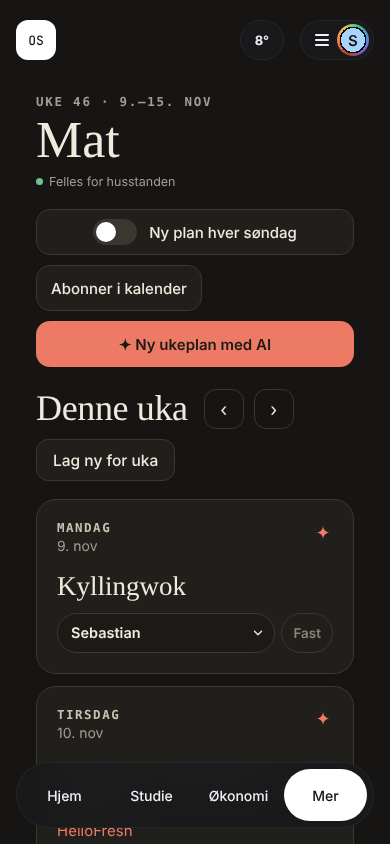 OS
8°
S
UKE 46 · 9.–15. NOV
Mat
Felles for husstanden
Ny plan hver søndag
Abonner i kalender
✦ Ny ukeplan med AI
Denne uka
‹ ›
Lag ny for uka
MANDAG
9. nov
✦
Kyllingwok
Sebastian
Fast
TIRSDAG
10. nov
✦
Hjem Studie Økonomi Mer
HelloFresh